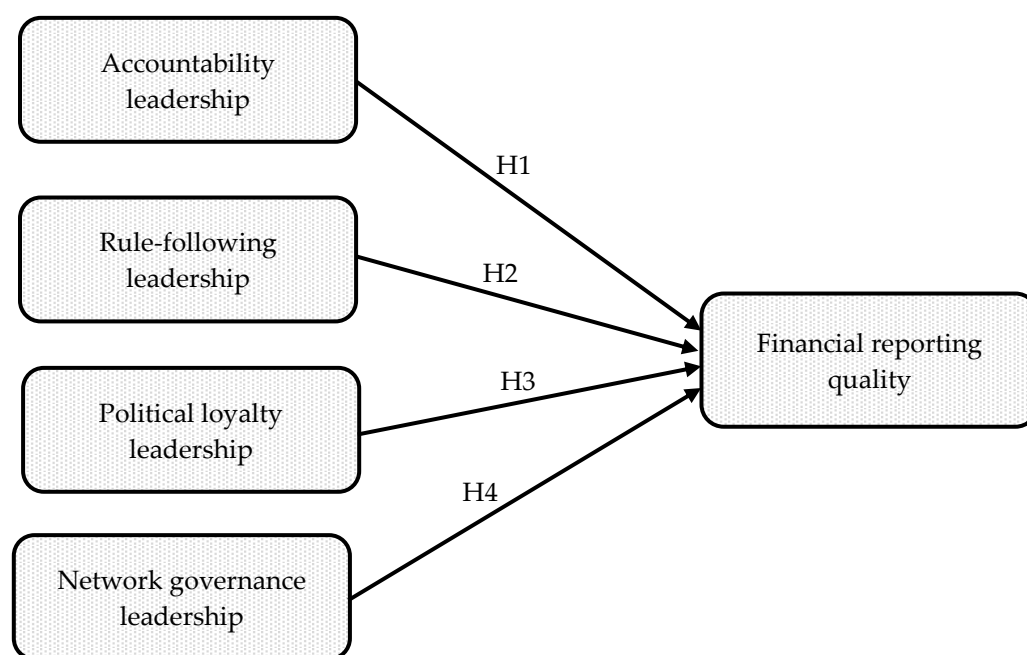 Accountability
leadership
H1
Rule-following
leadership
H2
Financial reporting
quality
Political loyalty
leadership
H3
H4
Network governance
leadership